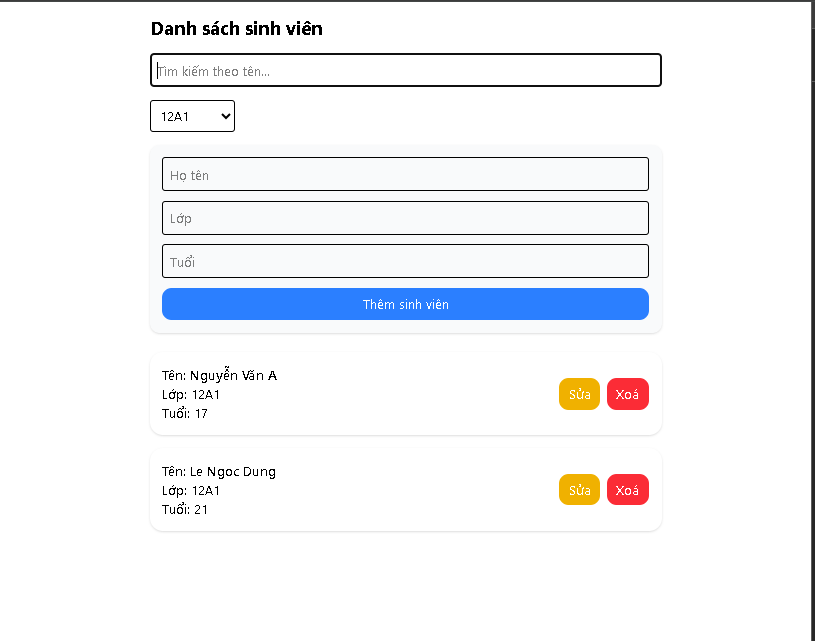 Danh sách sinh viên
Tìm kiếm theo tên...
12A1
Họ tên
Lớp
Tuổi
Thêm sinh viên
Tên: Nguyễn Văn A
Lớp: 12A1
Tuổi: 17
Sửa
Xoá
Tên: Le Ngoc Dung
Lớp: 12A1
Tuổi: 21
Sửa
Xoá